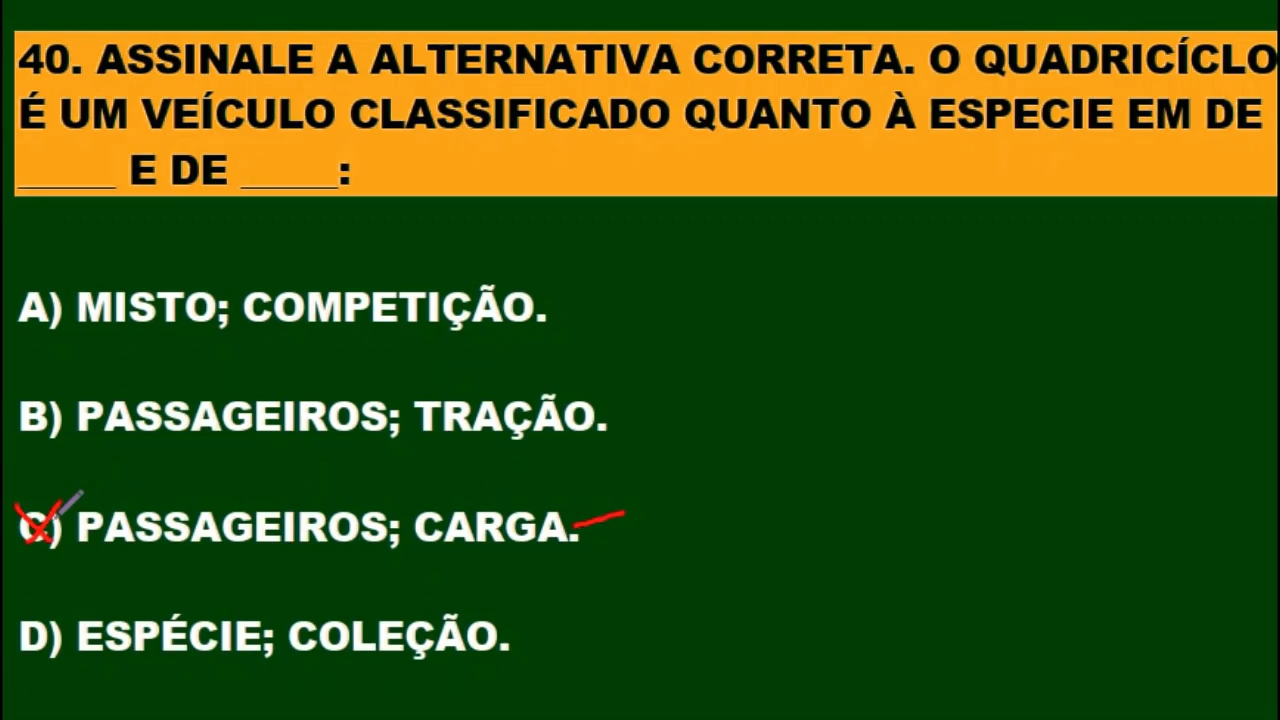 40. ASSINALE A ALTERNATIVA CORRETA. O QUADRICÍCLO
É UM VEÍCULO CLASSIFICADO QUANTO À ESPECIE EM DE
_____ E DE ____:
A) MISTO; COMPETIÇÃO.
B) PASSAGEIROS; TRAÇÃO.
C) PASSAGEIROS; CARGA.
D) ESPÉCIE; COLEÇÃO.